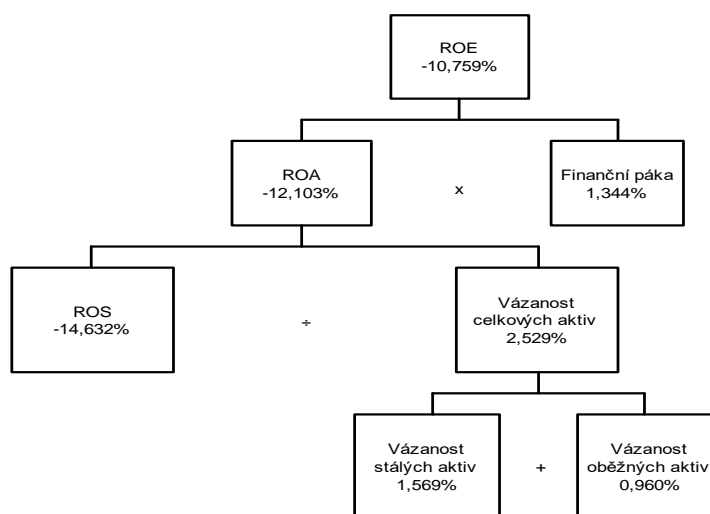 ROE
-10,759%
ROA
-12,103%
x
Finanční páka
1,344%
ROS
-14,632%
÷
Vázanost
celkových aktiv
2,529%
Vázanost
stálých aktiv
1,569%
+
Vázanost
oběžných aktiv
0,960%